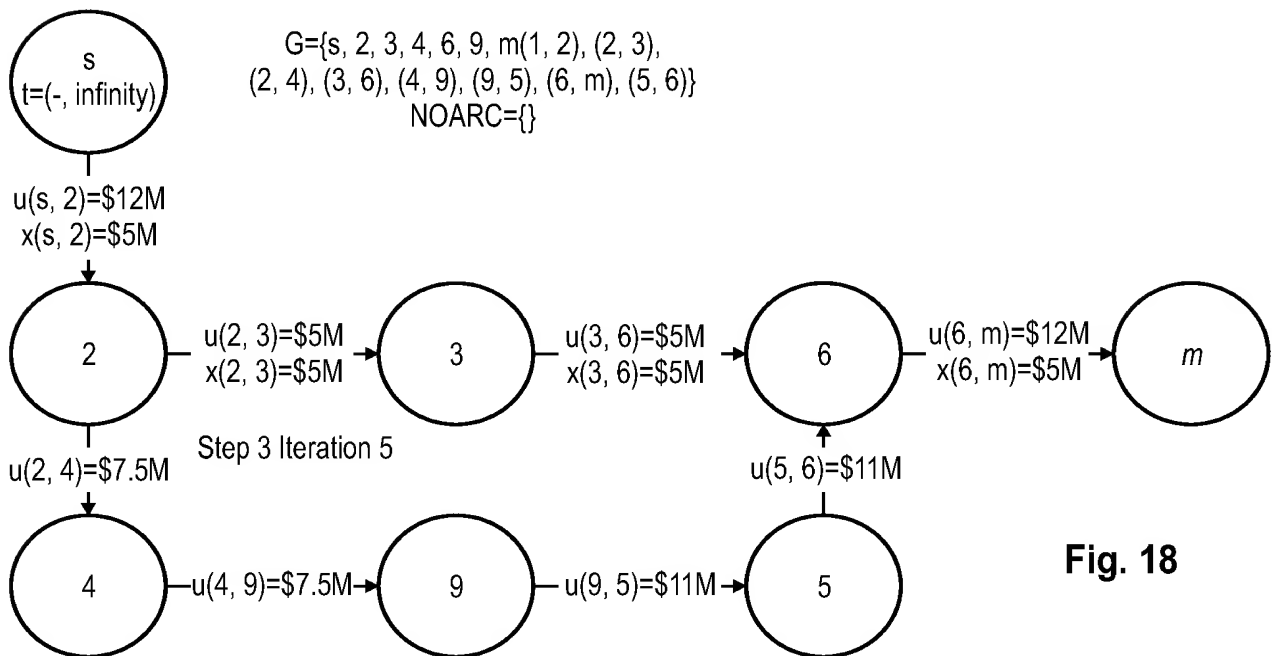 s
t=(-, infinity)
G={s, 2, 3, 4, 6, 9, m(1, 2), (2, 3),
(2, 4), (3, 6), (4, 9), (9, 5), (6, m), (5, 6)}
NOARC={}
u(s, 2)=$12M
x(s, 2)=$5M
2
u(2, 3)=$5M
x(2, 3)=$5M
3
u(3, 6)=$5M
x(3, 6)=$5M
6
u(6, m)=$12M
x(6, m)=$5M
m
Step 3 Iteration 5
u(2, 4)=$7.5M
u(5, 6)=$11M
4
u(4, 9)=$7.5M
9
u(9, 5)=$11M
5
Fig. 18